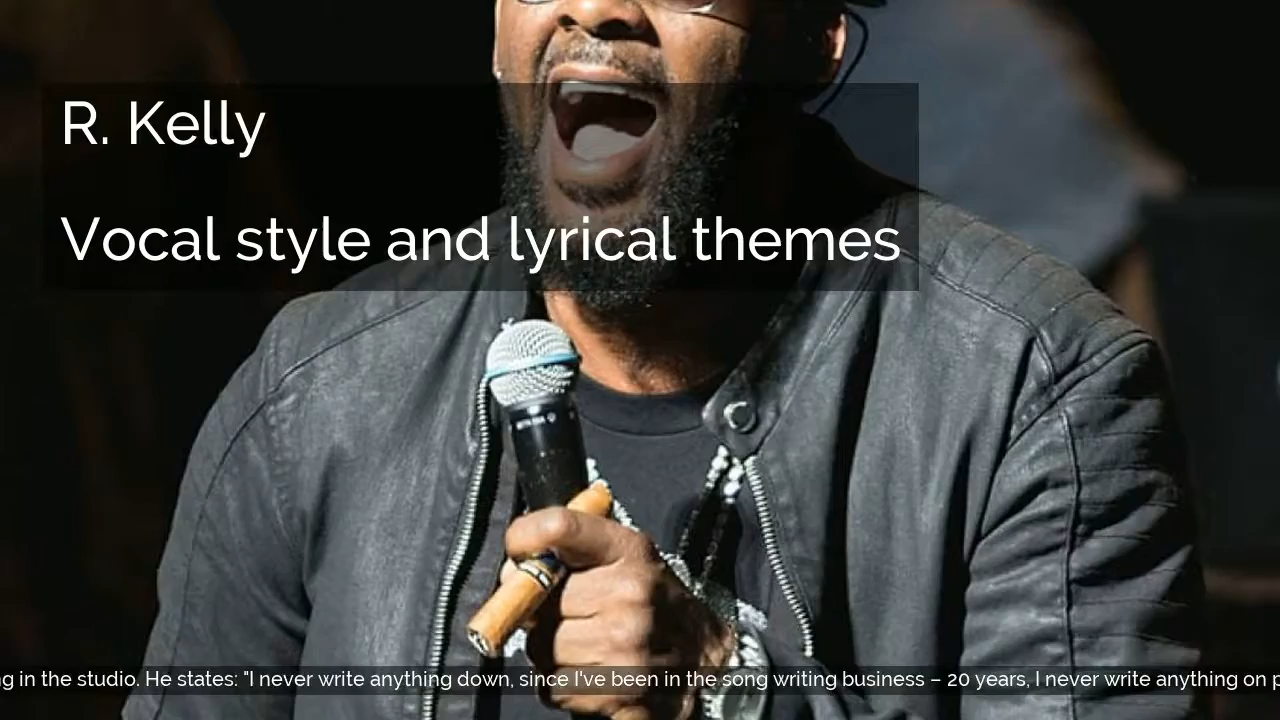 R. Kelly
Vocal style and lyrical themes
in the studio. He states: "I never write anything down, since I've been in the song writing business – 20 years, I never write anything on